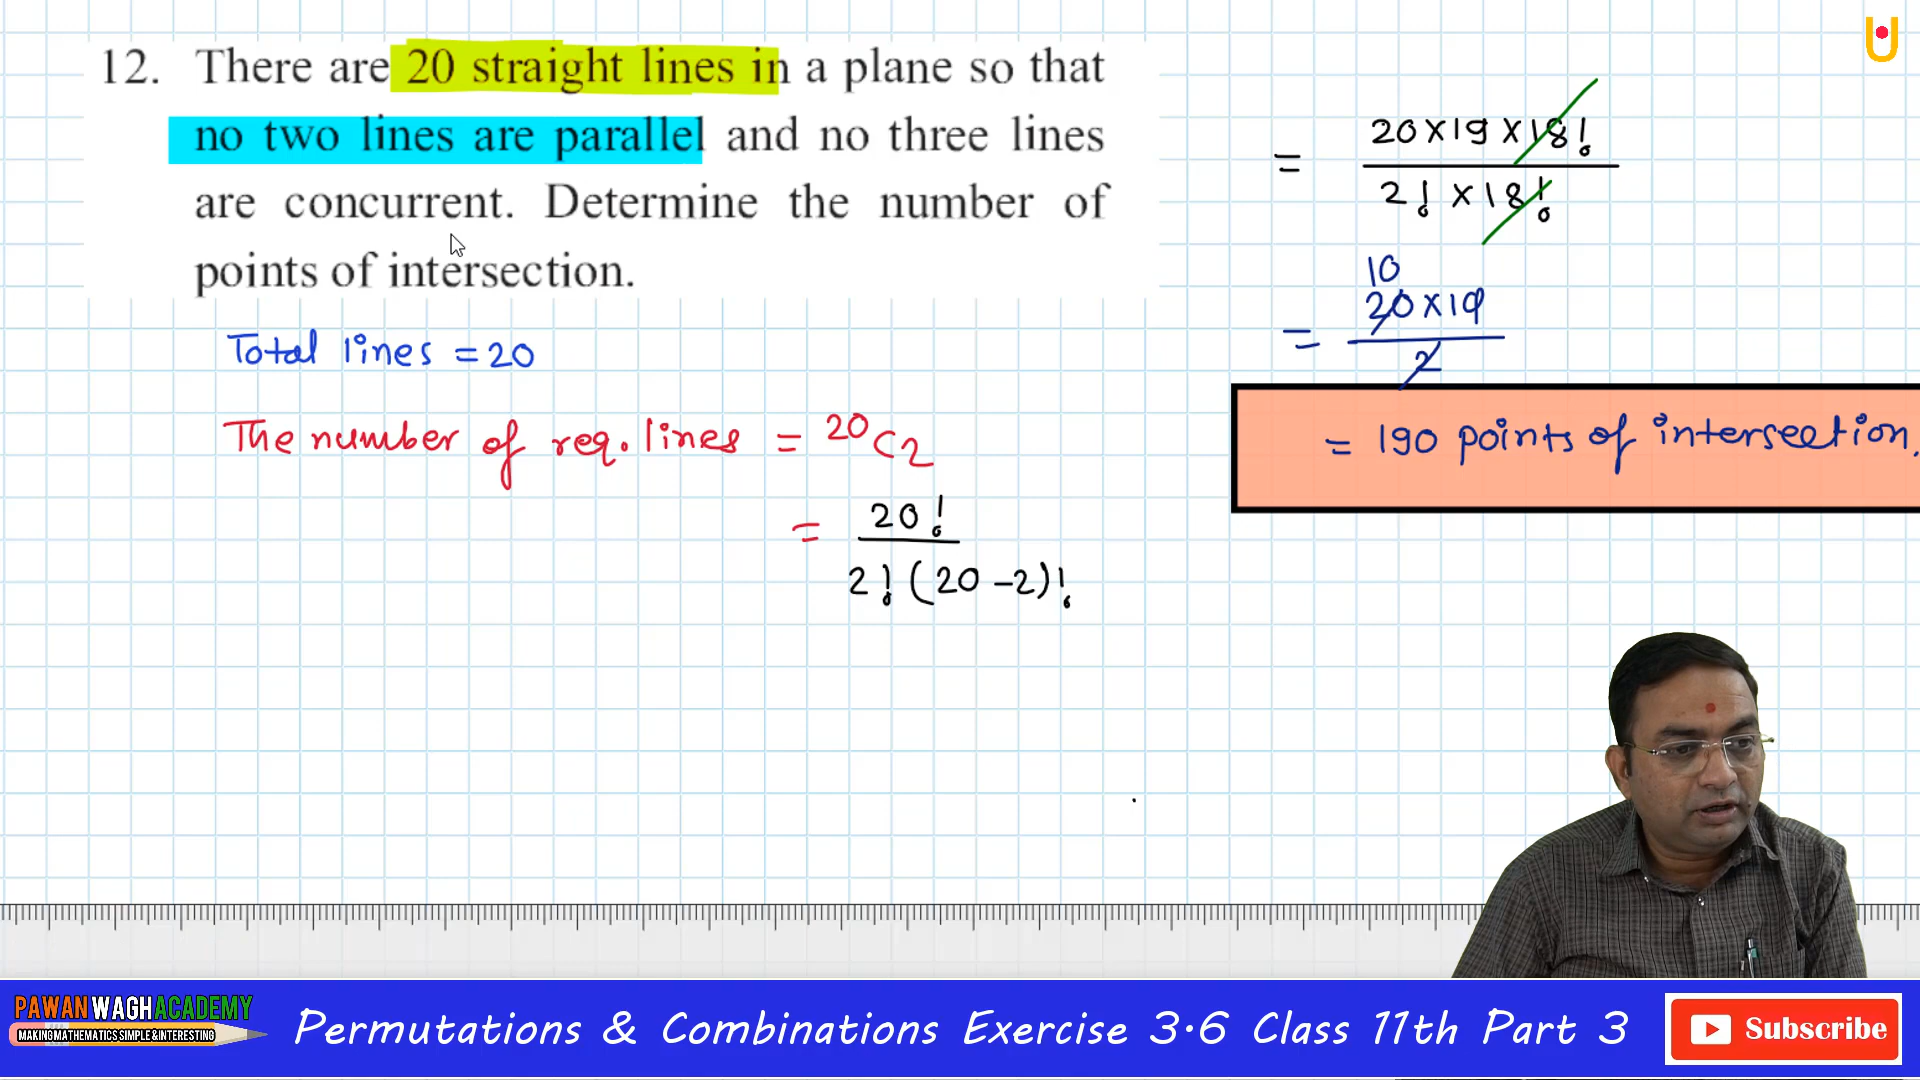 12. There are 20 straight lines in a plane so that
no two lines are parallel and no three lines
are concurrent. Determine the number of
points of intersection.
Total lines = 20
The number of req. lines = ²⁰C₂
= 20! / 2! (20 - 2)!
= 20 × 19 × 18! / 2! × 18!
10
= 20 × 19 / 2
= 190 points of intersection.
PAWAN WAGH ACADEMY
MAKING MATHEMATICS SIMPLE & INTERESTING
Permutations & Combinations Exercise 3.6 Class 11th Part 3
Subscribe